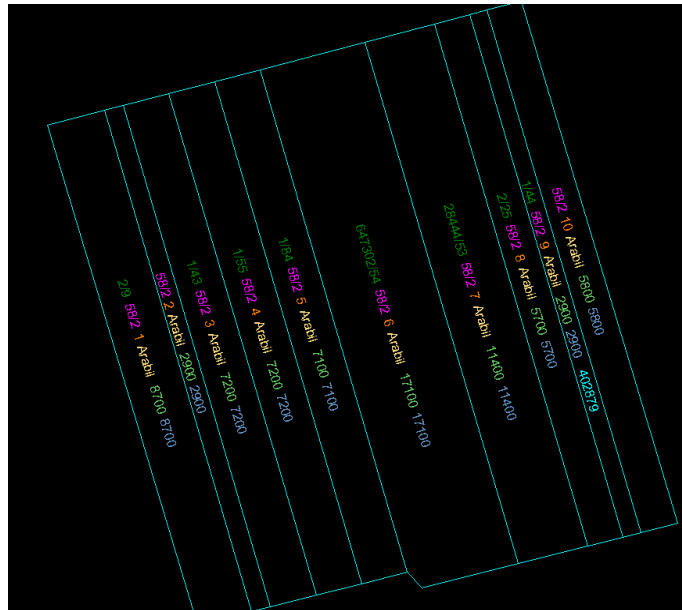 2/9 58/2 1 Arabil 8700 8700
58/2 2 Arabil 2900 2900
1/43 58/2 3 Arabil 7200 7200
1/55 58/2 4 Arabil 7200 7200
1/84 58/2 5 Arabil 7100 7100
647302/54 58/2 6 Arabil 17100 17100
28444/53 58/2 7 Arabil 11400 11400
2/25 58/2 8 Arabil 5700 5700
1/44 58/2 9 Arabil 2900 2900 402879
58/2 10 Arabil 5800 5800